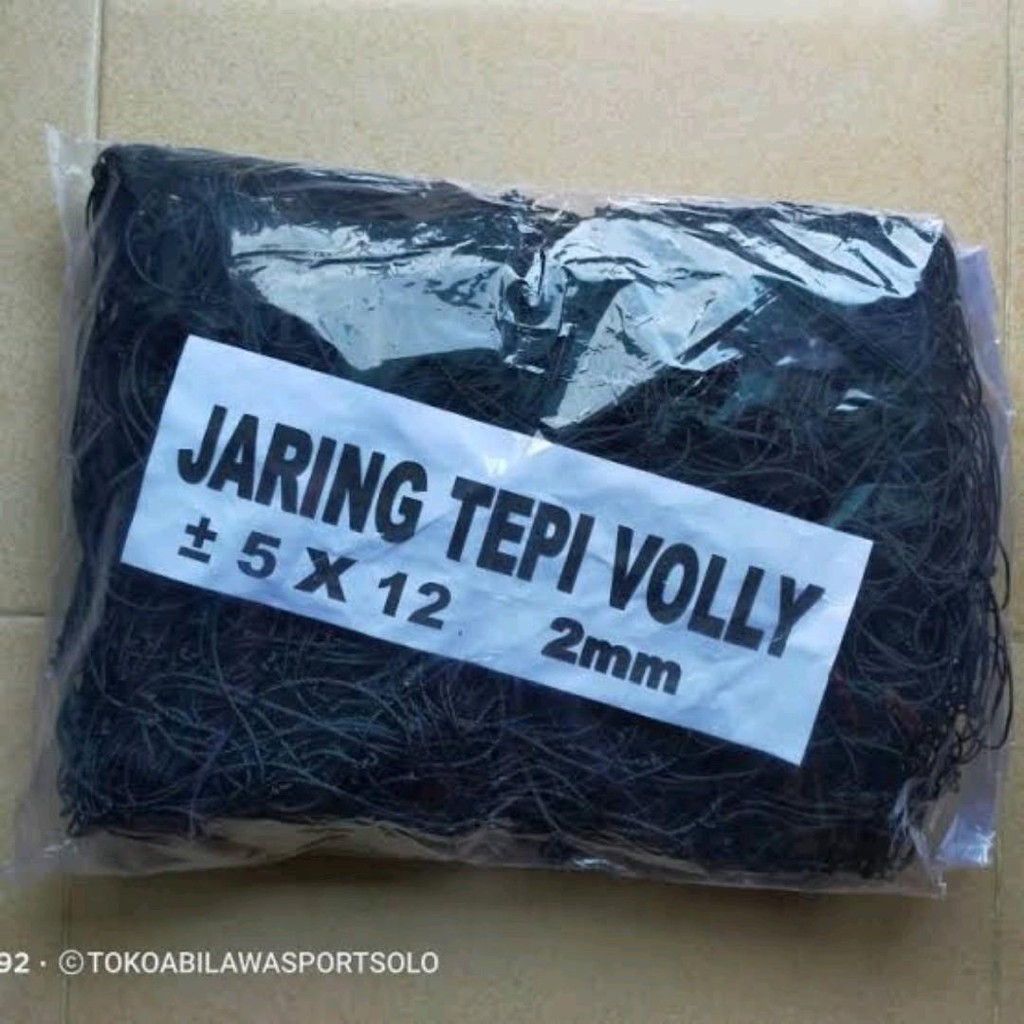 JARING TEPI VOLLY
± 5 X 12 2mm
92 · ©TOKOABILAWASPORTSOLO